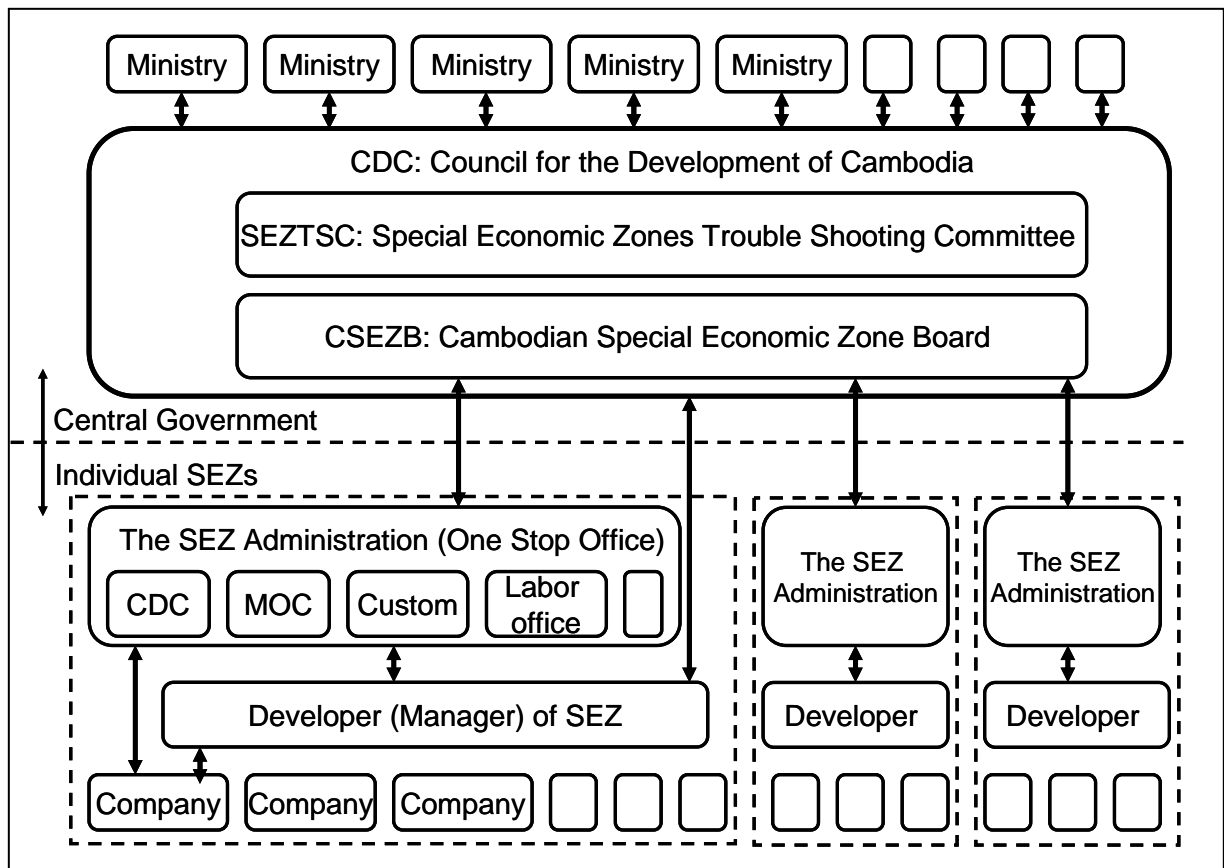 Ministry
Ministry
Ministry
Ministry
Ministry
CDC: Council for the Development of Cambodia
SEZTSC: Special Economic Zones Trouble Shooting Committee
CSEZB: Cambodian Special Economic Zone Board
Central Government
Individual SEZs
The SEZ Administration (One Stop Office)
CDC
MOC
Custom
Labor
office
The SEZ
Administration
The SEZ
Administration
Developer (Manager) of SEZ
Developer
Developer
Company
Company
Company